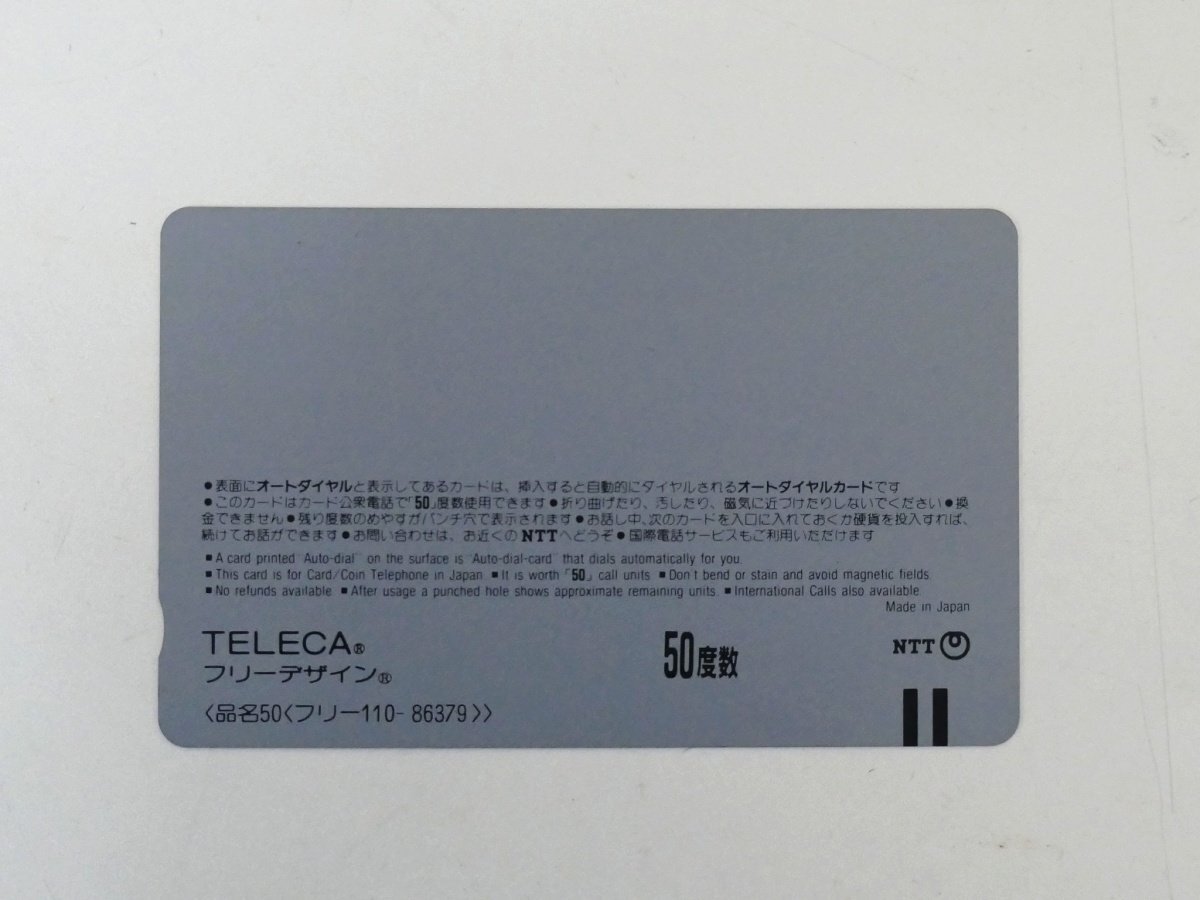 ●表面にオートダイヤルと表示してあるカードは、挿入すると自動的にダイヤルされるオートダイヤルカードです
●このカードはカード公衆電話で「50」度数使用できます●折り曲げたり、汚したり、磁気に近づけたりしないでください●換
金できません●残り度数のめやすがパンチ穴で表示されます●お話し中、次のカードを入口に入れておくか硬貨を投入すれば、
続けてお話ができます●お問い合わせは、お近くのNTTへどうぞ●国際電話サービスもご利用いただけます
■A card printed "Auto-dial" on the surface is "Auto-dial-card" that dials automatically for you.
■This card is for Card/Coin Telephone in Japan. ■It is worth「50」call units ■Don't bend or stain and avoid magnetic fields.
■No refunds available ■After usage a punched hole shows approximate remaining units. ■International Calls also available.
Made in Japan
TELECA®
フリーデザイン®
50度数
NTT
〈品名50〈フリー110-86379〉〉